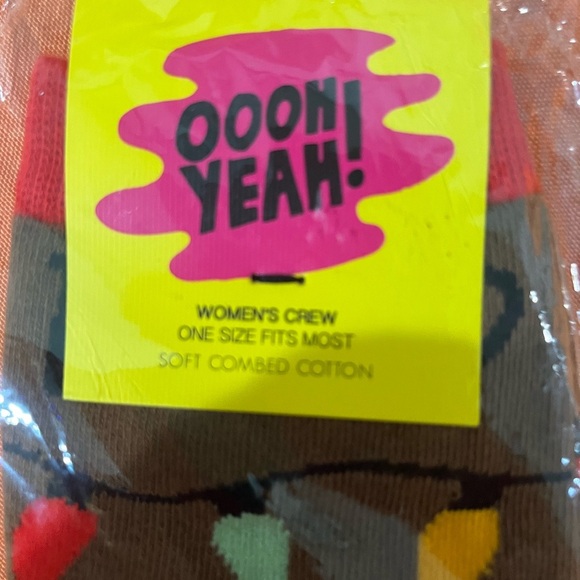 OOOH
YEAH!
WOMEN'S CREW
ONE SIZE FITS MOST
SOFT COMBED COTTON